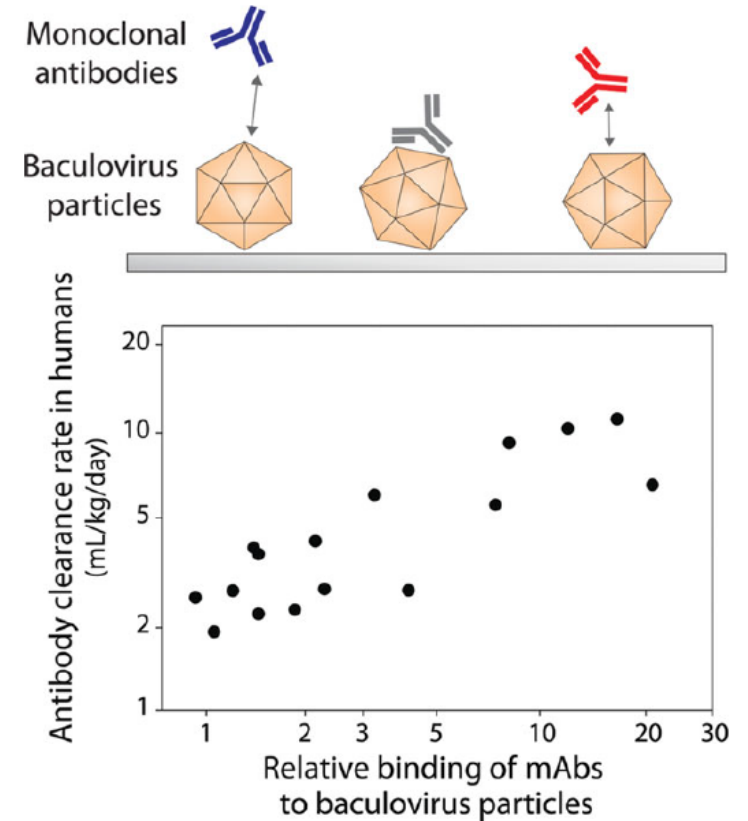 Monoclonal
antibodies
Baculovirus
particles
Antibody clearance rate in humans
(mL/kg/day)
20
10
5
2
1
1 2 3 5 10 20 30
Relative binding of mAbs
to baculovirus particles